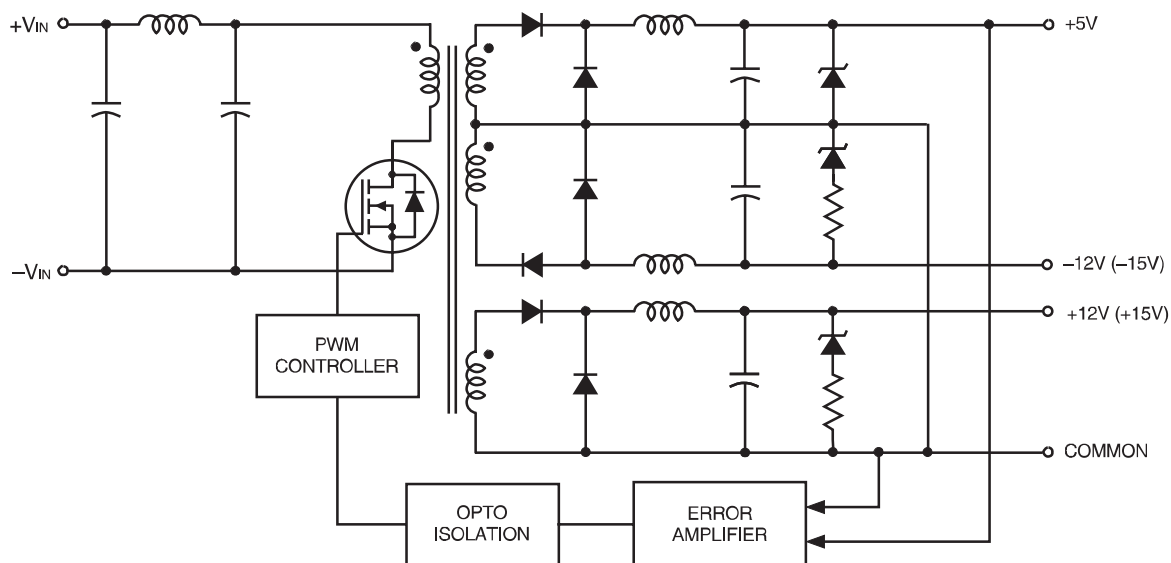 +VIN
+5V
–VIN
–12V (–15V)
+12V (+15V)
PWM
CONTROLLER
COMMON
OPTO
ISOLATION
ERROR
AMPLIFIER